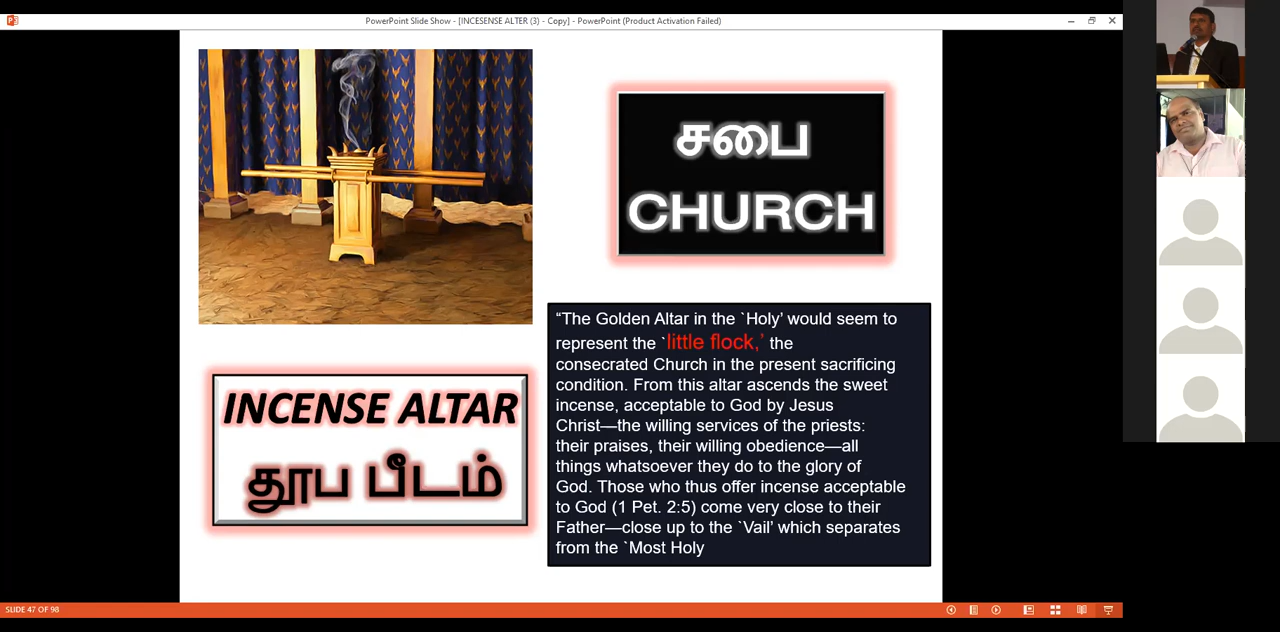 PowerPoint Slide Show - [INCESENSE ALTER (3) - Copy] - PowerPoint (Product Activation Failed)
சபை
CHURCH
INCENSE ALTAR
தூப பீடம்
“The Golden Altar in the `Holy’ would seem to
represent the `little flock,’ the
consecrated Church in the present sacrificing
condition. From this altar ascends the sweet
incense, acceptable to God by Jesus
Christ—the willing services of the priests:
their praises, their willing obedience—all
things whatsoever they do to the glory of
God. Those who thus offer incense acceptable
to God (1 Pet. 2:5) come very close to their
Father—close up to the `Vail’ which separates
from the `Most Holy
SLIDE 47 OF 98